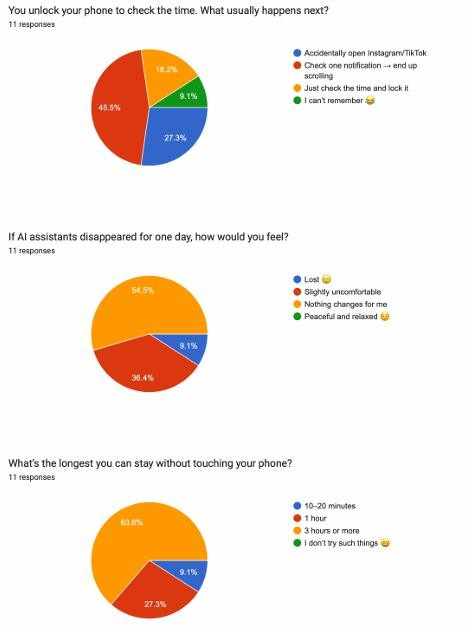 You unlock your phone to check the time. What usually happens next?
11 responses
Accidentally open Instagram/TikTok
Check one notification → end up
scrolling
Just check the time and lock it
I can't remember 😂
18.2%
9.1%
45.5%
27.3%
If AI assistants disappeared for one day, how would you feel?
11 responses
Lost
Slightly uncomfortable
Nothing changes for me
Peaceful and relaxed
54.5%
9.1%
36.4%
What's the longest you can stay without touching your phone?
11 responses
10–20 minutes
1 hour
3 hours or more
I don't try such things
63.6%
9.1%
27.3%